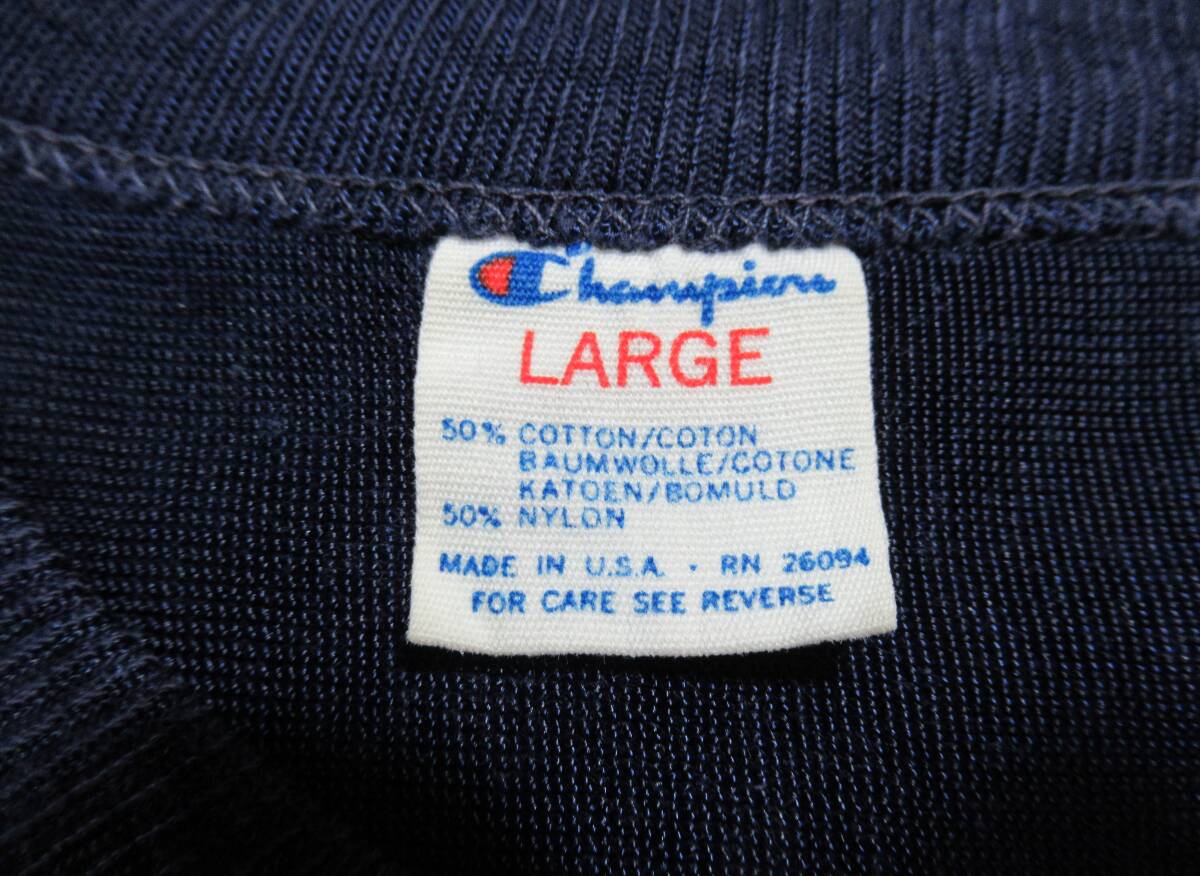 Champion
LARGE
50% COTTON/COTON
BAUMWOLLE/COTONE
KATOEN/BOMULD
50% NYLON
MADE IN U.S.A. · RN 26094
FOR CARE SEE REVERSE